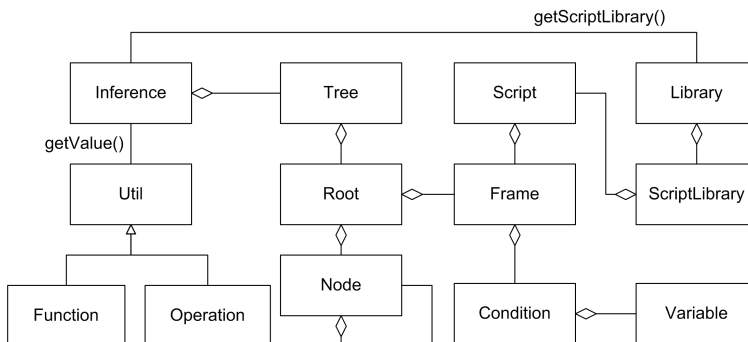 getScriptLibrary()
Inference
Tree
Script
Library
getValue()
Util
Root
Frame
ScriptLibrary
Node
Function
Operation
Condition
Variable